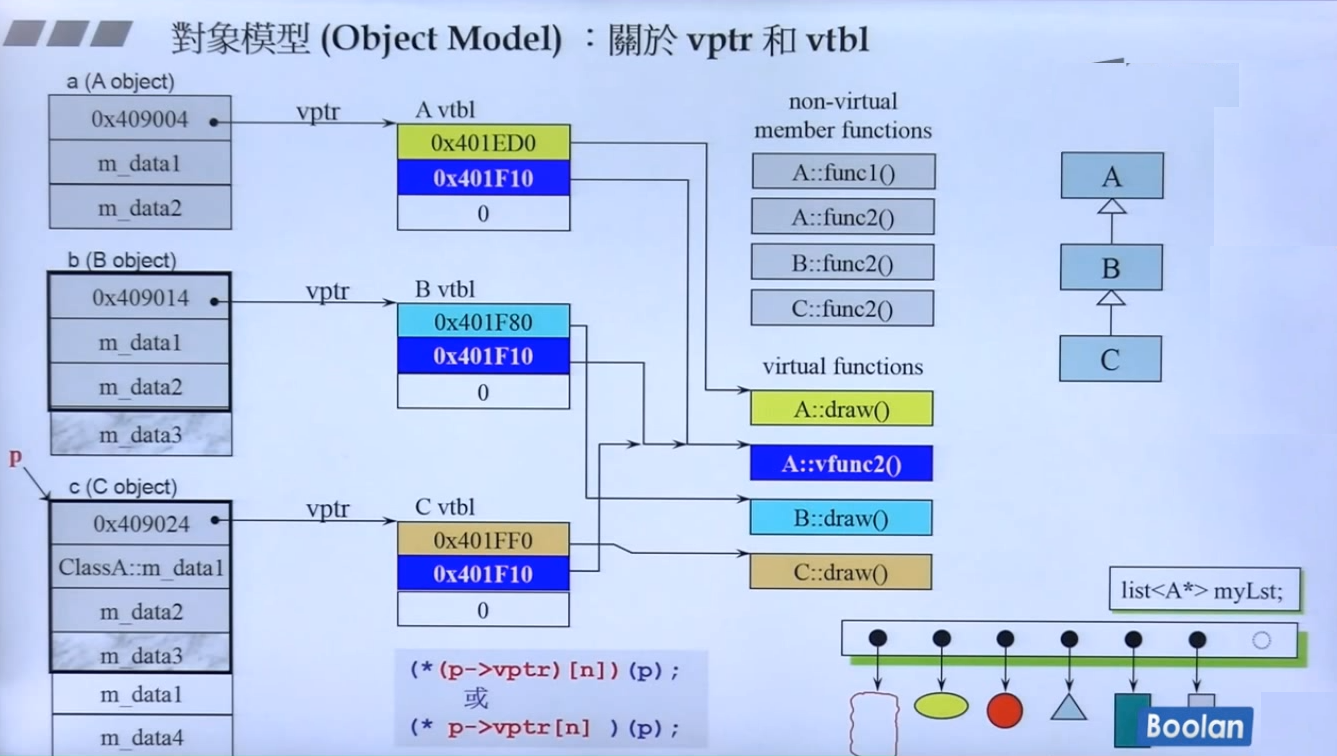 對象模型 (Object Model) ：關於 vptr 和 vtbl
a (A object)
0x409004
m_data1
m_data2
vptr
A vtbl
0x401ED0
0x401F10
0
b (B object)
0x409014
m_data1
m_data2
m_data3
vptr
B vtbl
0x401F80
0x401F10
0
p
c (C object)
0x409024
ClassA::m_data1
m_data2
m_data3
m_data1
m_data4
vptr
C vtbl
0x401FF0
0x401F10
0
(*(p->vptr)[n])(p);
或
(* p->vptr[n] )(p);
non-virtual
member functions
A::func1()
A::func2()
B::func2()
C::func2()
virtual functions
A::draw()
A::vfunc2()
B::draw()
C::draw()
A
B
C
list<A*> myLst;
Boolan